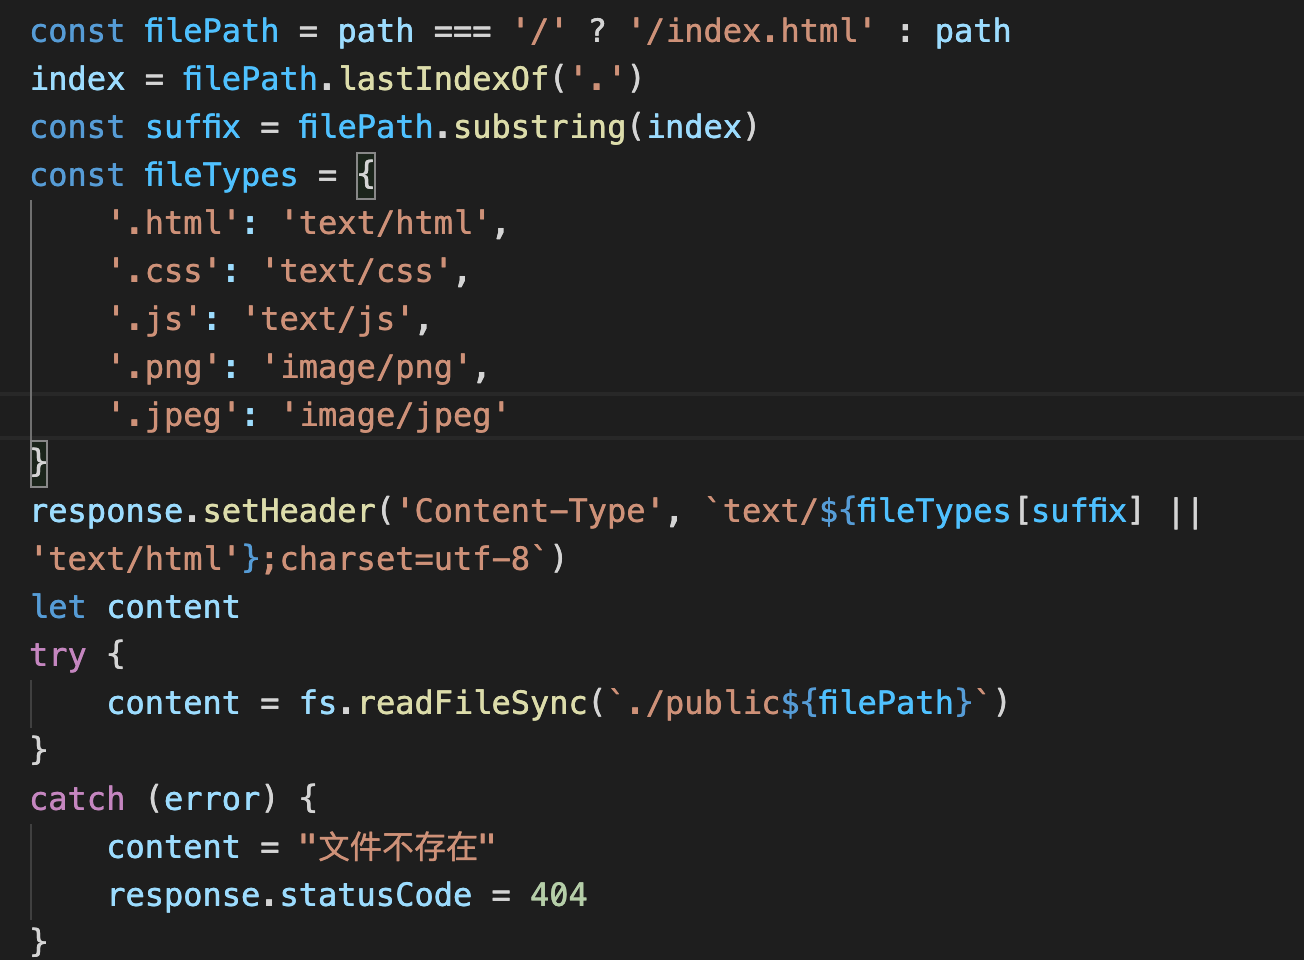 const filePath = path === '/' ? '/index.html' : path
index = filePath.lastIndexOf('.')
const suffix = filePath.substring(index)
const fileTypes = {
    '.html': 'text/html',
    '.css': 'text/css',
    '.js': 'text/js',
    '.png': 'image/png',
    '.jpeg': 'image/jpeg'
}
response.setHeader('Content-Type', `text/${fileTypes[suffix] ||
'text/html'};charset=utf-8`)
let content
try {
    content = fs.readFileSync(`./public${filePath}`)
}
catch (error) {
    content = "文件不存在"
    response.statusCode = 404
}